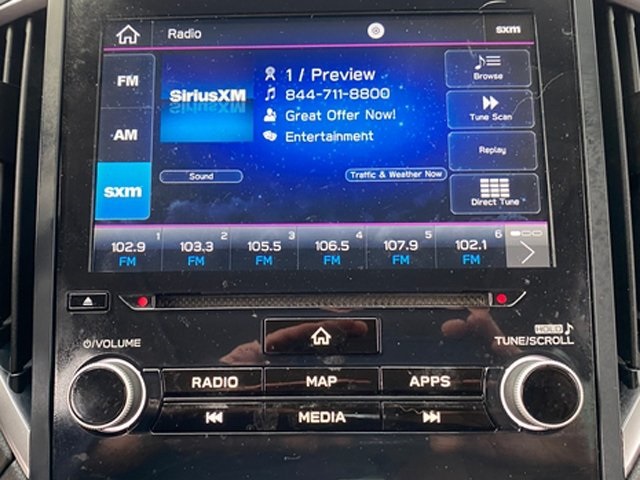 Radio
sxm
FM
AM
sxm
SiriusXM
1 / Preview
844-711-8800
Great Offer Now!
Entertainment
Sound
Traffic & Weather Now
Browse
Tune Scan
Replay
Direct Tune
1 2 3 4 5 6
102.9 103.3 105.5 106.5 107.9 102.1
FM FM FM FM FM FM
HOLD
VOLUME
TUNE/SCROLL
RADIO MAP APPS
MEDIA